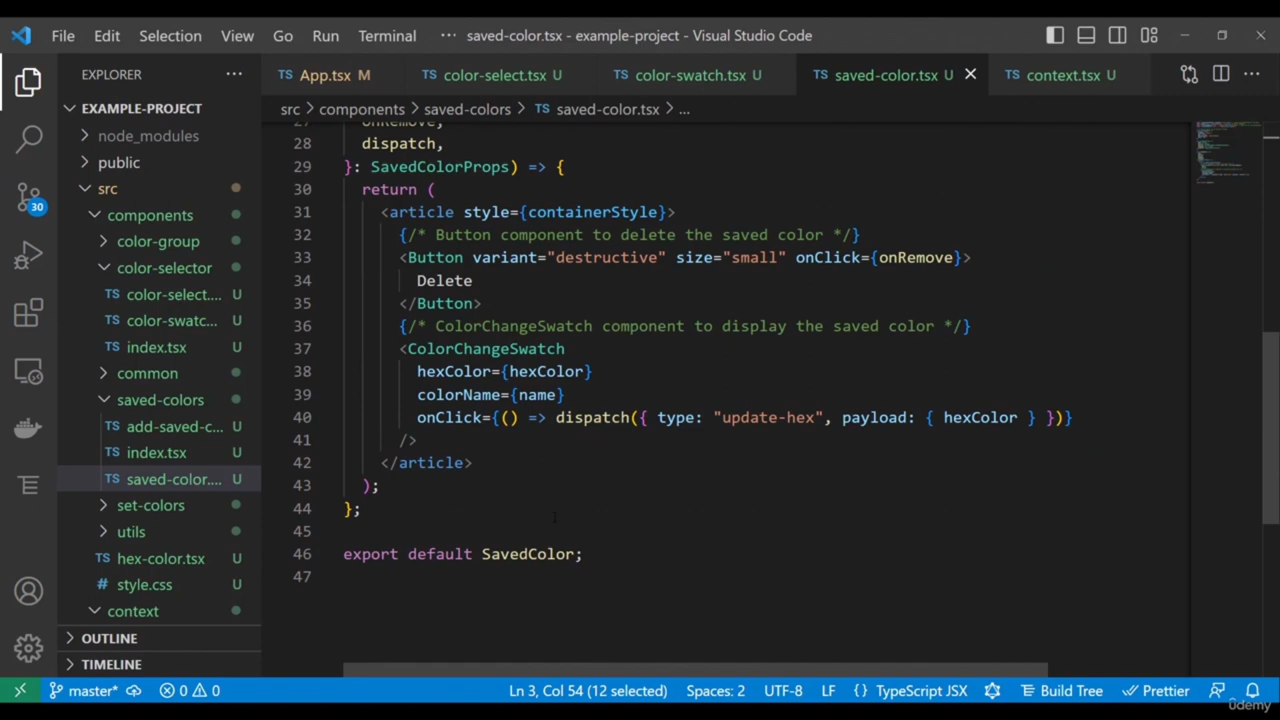 File Edit Selection View Go Run Terminal ··· saved-color.tsx - example-project - Visual Studio Code
EXPLORER ···
TS App.tsx M TS color-select.tsx U TS color-swatch.tsx U TS saved-color.tsx U TS context.tsx U ···
EXAMPLE-PROJECT
src > components > saved-colors > TS saved-color.tsx > ...
node_modules
public
src
components
color-group
color-selector
TS color-select.... U
TS color-swatc... U
TS index.tsx U
common
saved-colors
TS add-saved-c... U
TS index.tsx U
TS saved-color.... U
set-colors
utils
TS hex-color.tsx U
# style.css U
context
OUTLINE
TIMELINE
30
27 onRemove,
28 dispatch,
29 }: SavedColorProps) => {
30 return (
31 <article style={containerStyle}>
32 {/* Button component to delete the saved color */}
33 <Button variant="destructive" size="small" onClick={onRemove}>
34 Delete
35 </Button>
36 {/* ColorChangeSwatch component to display the saved color */}
37 <ColorChangeSwatch
38 hexColor={hexColor}
39 colorName={name}
40 onClick={() => dispatch({ type: "update-hex", payload: { hexColor } })}
41 />
42 </article>
43 );
44 };
45
46 export default SavedColor;
47
master* 0 0 Ln 3, Col 54 (12 selected) Spaces: 2 UTF-8 LF {} TypeScript JSX Build Tree Prettier
ûdemy